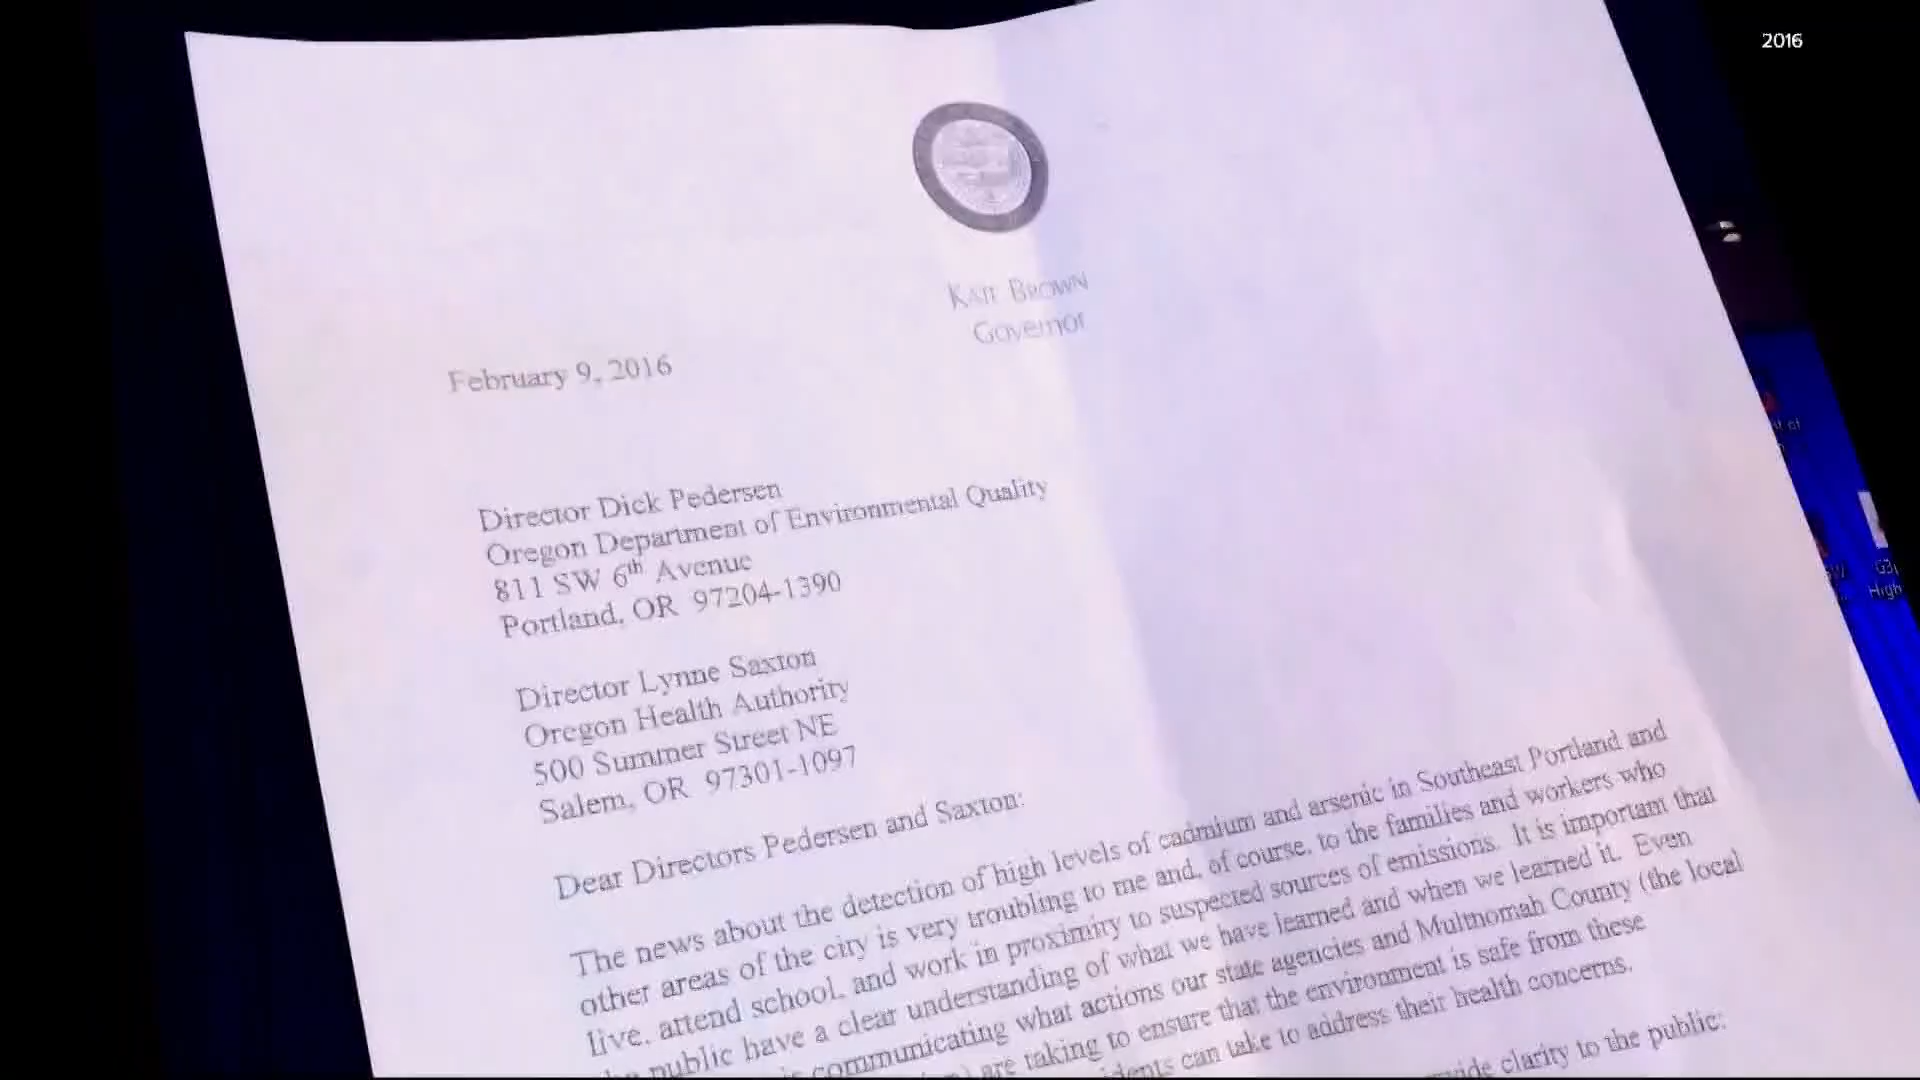 2016
KATE BROWN
Governor
February 9, 2016
Director Dick Pedersen
Oregon Department of Environmental Quality
811 SW 6th Avenue
Portland, OR 97204-1390
Director Lynne Saxton
Oregon Health Authority
500 Summer Street NE
Salem, OR 97301-1097
Dear Directors Pedersen and Saxton:
The news about the detection of high levels of cadmium and arsenic in Southeast Portland and
other areas of the city is very troubling to me and, of course, to the families and workers who
live, attend school, and work in proximity to suspected sources of emissions. It is important that
public have a clear understanding of what we have learned and when we learned it. Even
communicating what actions our state agencies and Multnomah County (the local
are taking to ensure that the environment is safe from these
can take to address their health concerns.
clarity to the public:
High